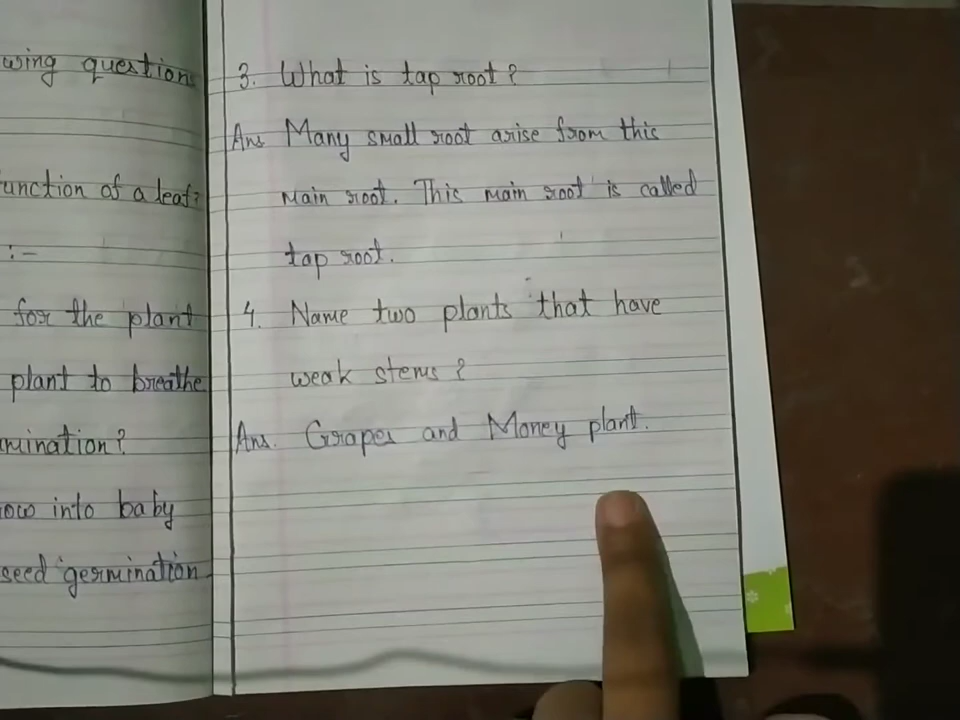 wing question
unction of a leaf?
:-
for the plant
plant to breathe
mination?
ow into baby
seed germination
3. What is tap root?
Ans Many small root arise from this
main root. This main root is called
tap root.
4. Name two plants that have
weak stems?
Ans. Grapes and Money plant.